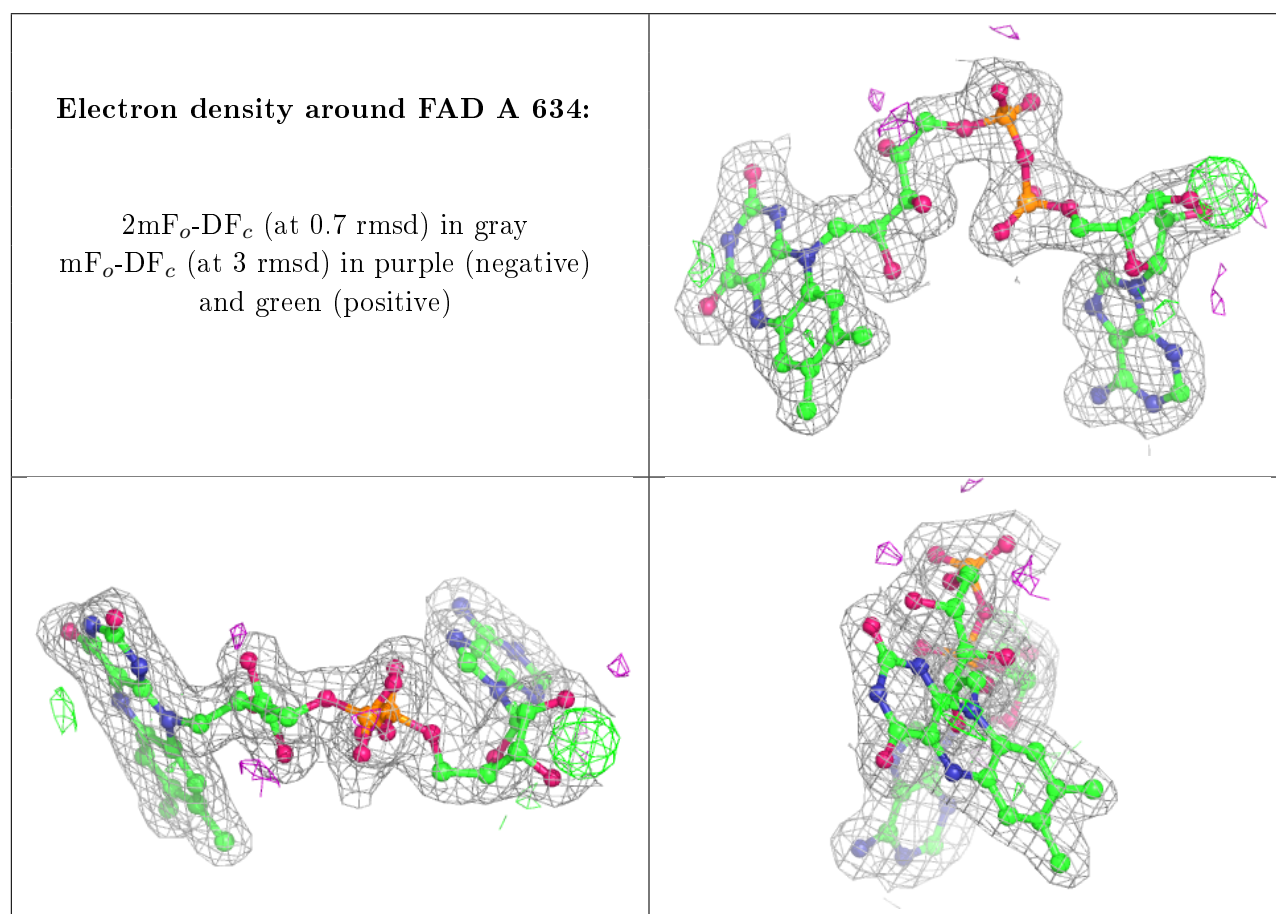 Electron density around FAD A 634:
2mFo-DFc (at 0.7 rmsd) in gray
mFo-DFc (at 3 rmsd) in purple (negative)
and green (positive)